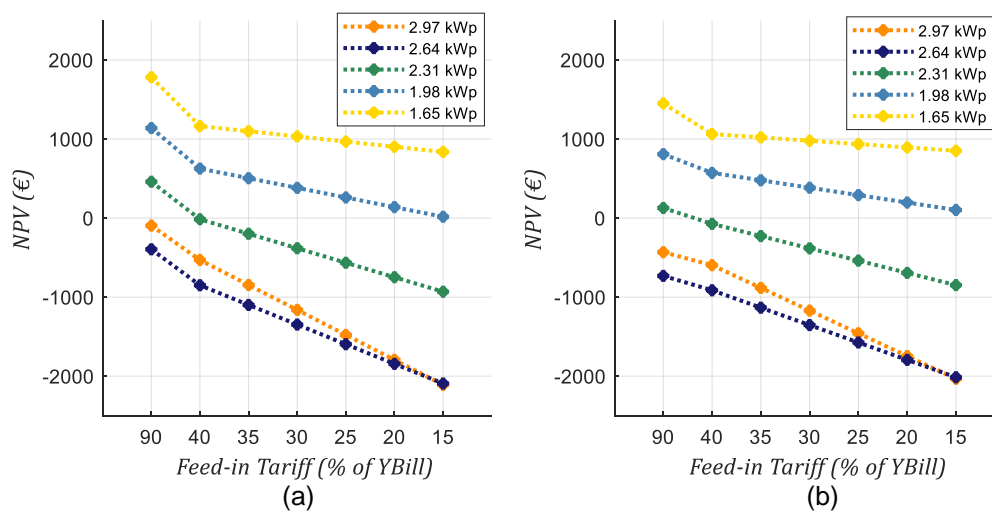 2.97 kWp
2.64 kWp
2.31 kWp
1.98 kWp
1.65 kWp
2000
1000
0
-1000
-2000
NPV (€)
90 40 35 30 25 20 15
Feed-in Tariff (% of YBill)
(a)
2.97 kWp
2.64 kWp
2.31 kWp
1.98 kWp
1.65 kWp
2000
1000
0
-1000
-2000
NPV (€)
90 40 35 30 25 20 15
Feed-in Tariff (% of YBill)
(b)